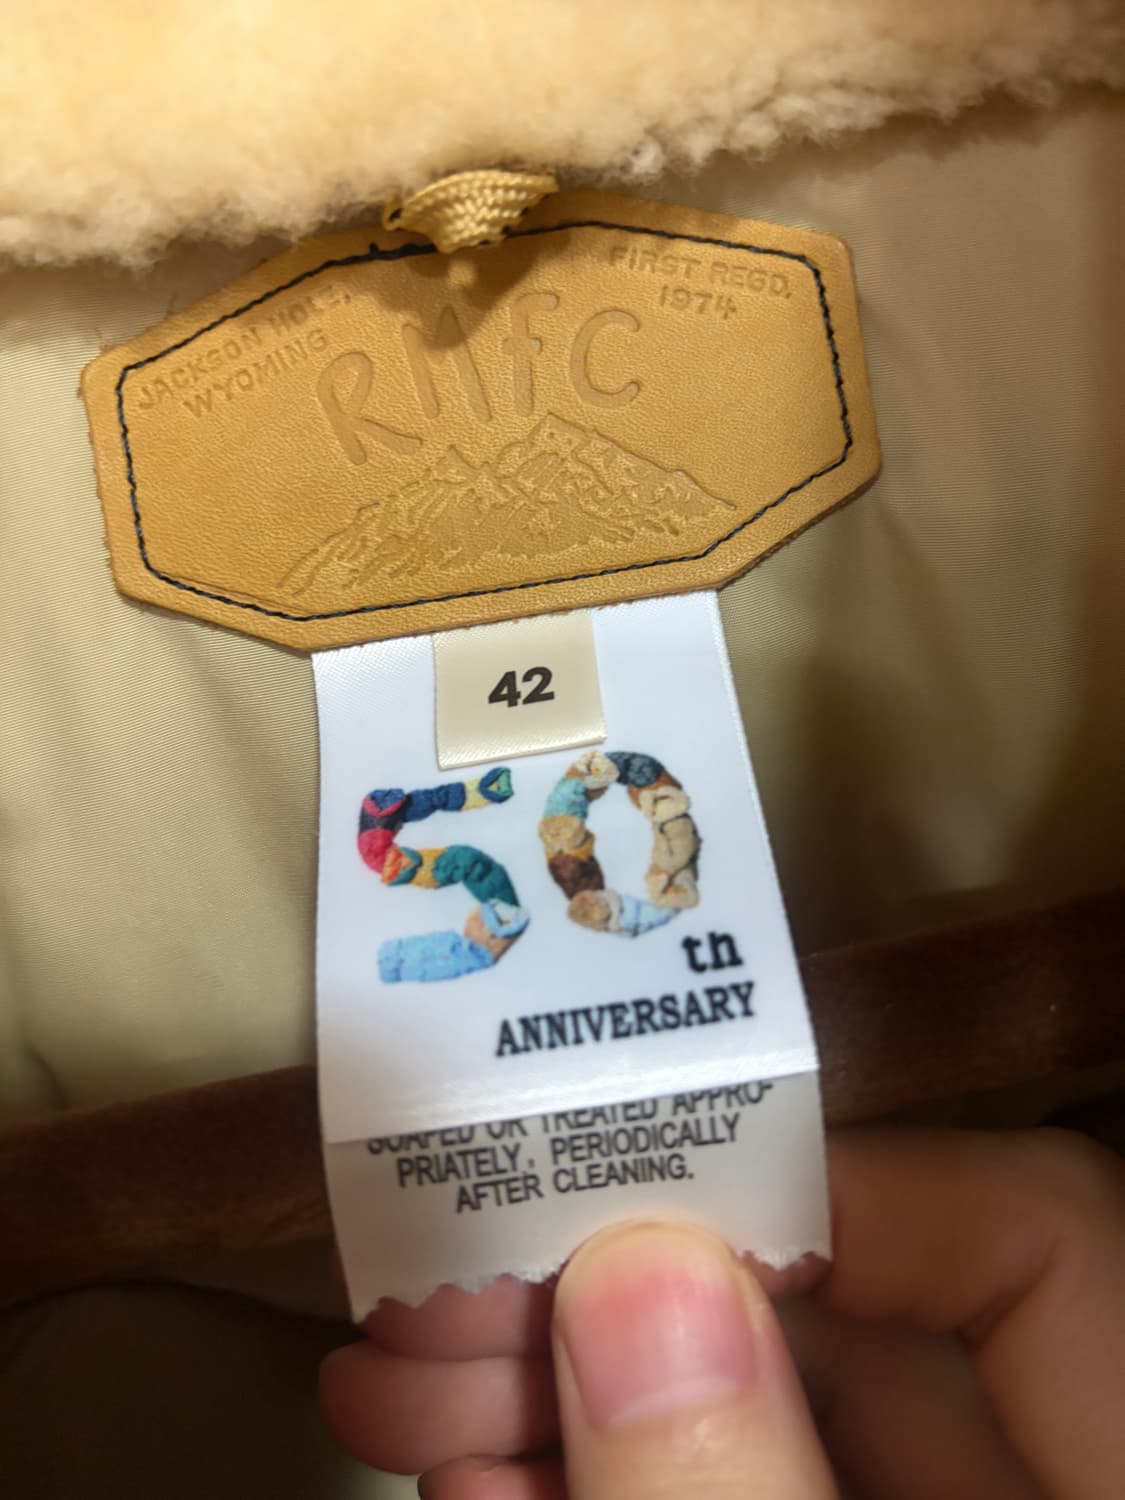 JACKSON HOLE,
WYOMING
RMfC
FIRST REGD.
1974
42
50
th
ANNIVERSARY
SOAPED OR TREATED APPRO-
PRIATELY, PERIODICALLY
AFTER CLEANING.